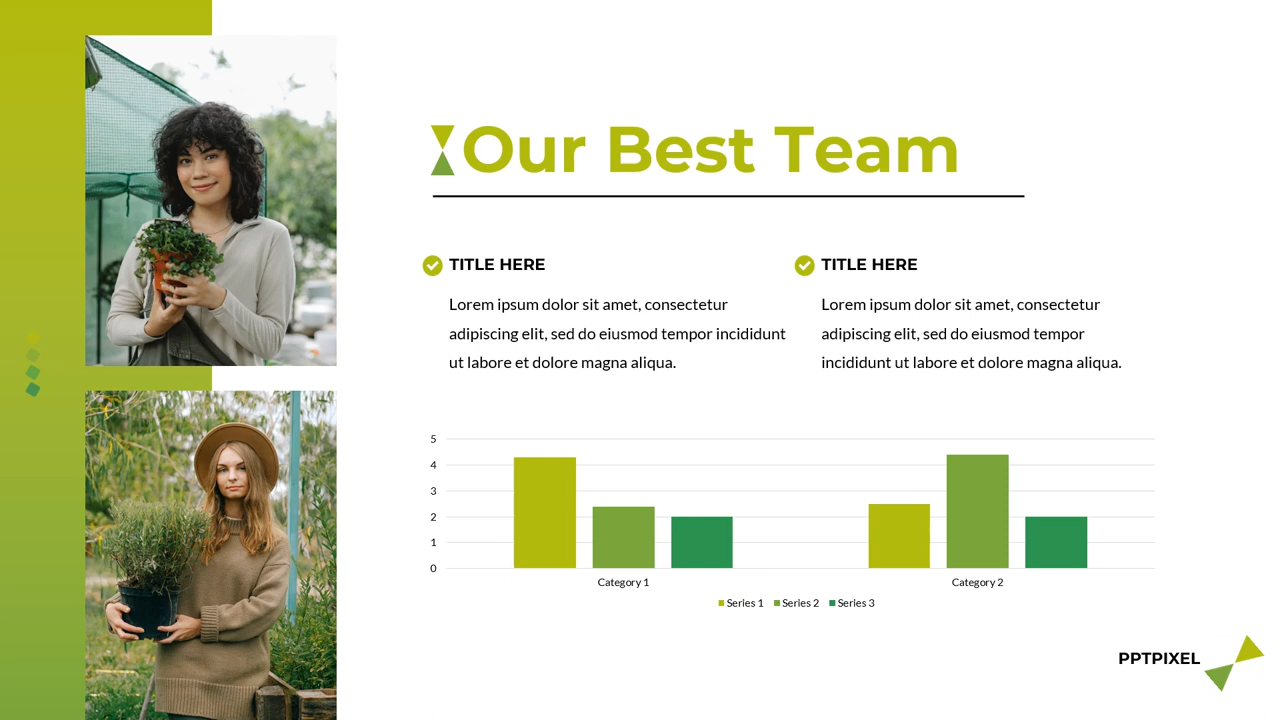 Our Best Team
TITLE HERE
Lorem ipsum dolor sit amet, consectetur
adipiscing elit, sed do eiusmod tempor incididunt
ut labore et dolore magna aliqua.
TITLE HERE
Lorem ipsum dolor sit amet, consectetur
adipiscing elit, sed do eiusmod tempor
incididunt ut labore et dolore magna aliqua.
5
4
3
2
1
0
Category 1
Category 2
Series 1
Series 2
Series 3
PPTPIXEL